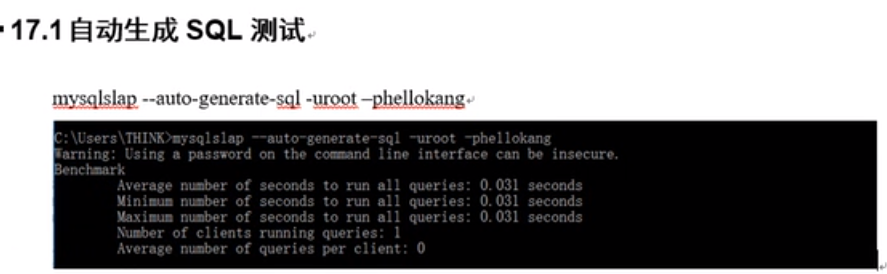 17.1自动生成 SQL 测试
mysqlslap --auto-generate-sql -uroot –phellokang
C:\Users\THINK>mysqlslap --auto-generate-sql -uroot -phellokang
Warning: Using a password on the command line interface can be insecure.
Benchmark
Average number of seconds to run all queries: 0.031 seconds
Minimum number of seconds to run all queries: 0.031 seconds
Maximum number of seconds to run all queries: 0.031 seconds
Number of clients running queries: 1
Average number of queries per client: 0